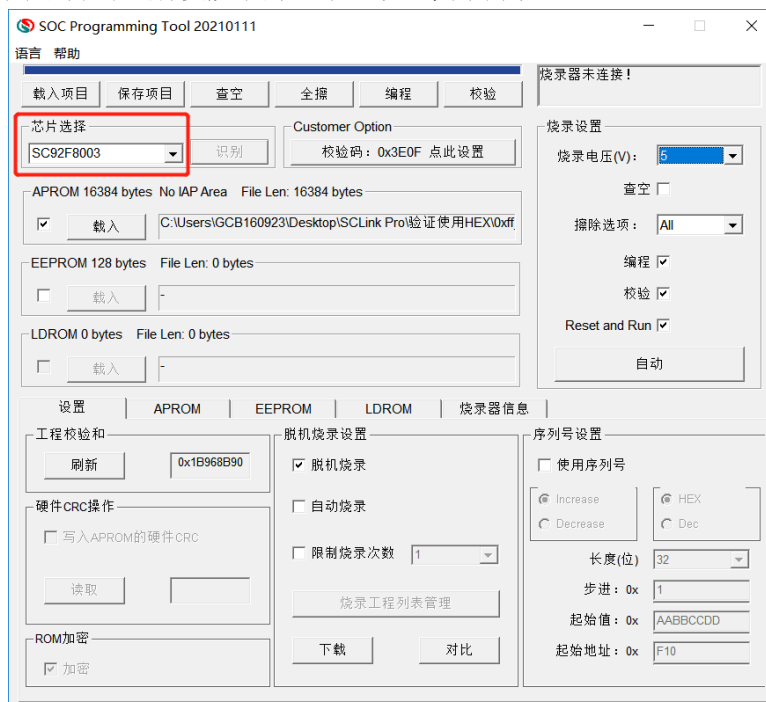 SOC Programming Tool 20210111
语言 帮助
载入项目 保存项目 查空 全擦 编程 校验
烧录器未连接!
芯片选择
SC92F8003 识别
Customer Option
校验码:0x3E0F 点此设置
APROM 16384 bytes No IAP Area File Len: 16384 bytes
载入 C:\Users\GCB160923\Desktop\SCLink Pro\验证使用HEX\0xff
EEPROM 128 bytes File Len: 0 bytes
载入 -
LDROM 0 bytes File Len: 0 bytes
载入 -
烧录设置
烧录电压(V): 5
查空
擦除选项: All
编程
校验
Reset and Run
自动
设置 APROM EEPROM LDROM 烧录器信息
工程校验和
刷新 0x1B968B90
硬件CRC操作
写入APROM的硬件CRC
读取
ROM加密
加密
脱机烧录设置
脱机烧录
自动烧录
限制烧录次数 1
烧录工程列表管理
下载 对比
序列号设置
使用序列号
Increase HEX
Decrease Dec
长度(位) 32
步进:0x 1
起始值:0x AABBCCDD
起始地址:0x F10